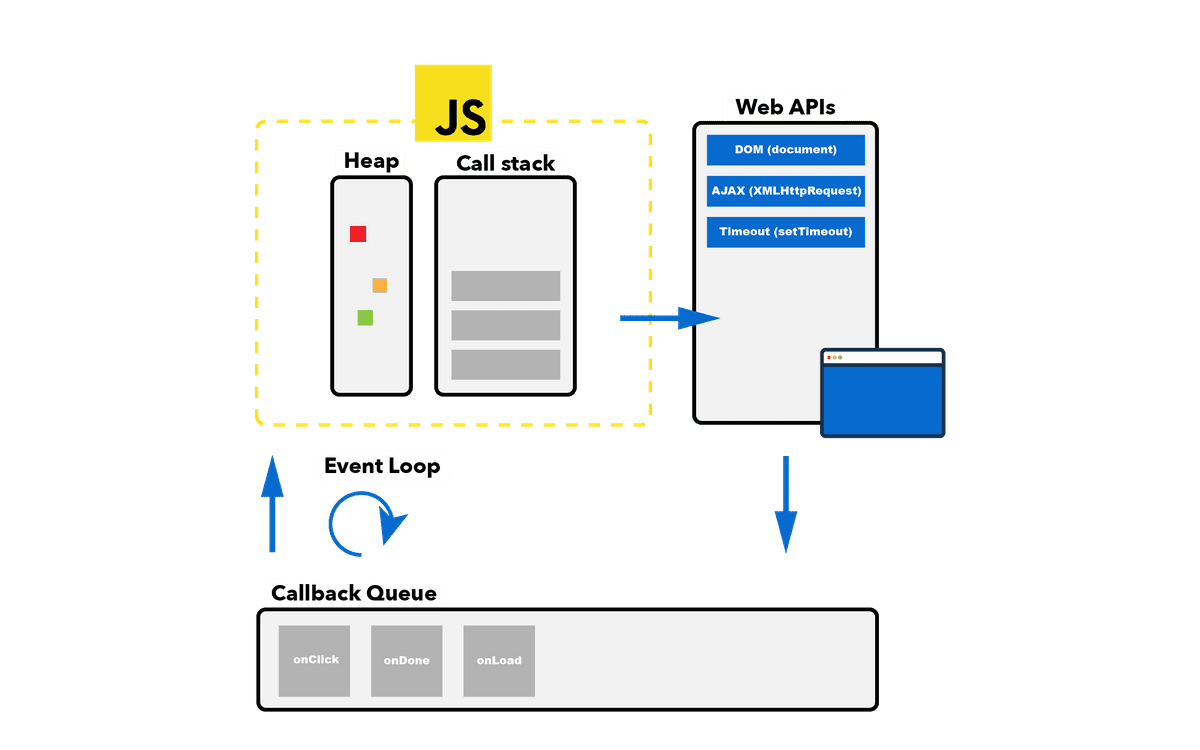 JS
Web APIs
Heap
Call stack
DOM (document)
AJAX (XMLHttpRequest)
Timeout (setTimeout)
Event Loop
Callback Queue
onClick
onDone
onLoad